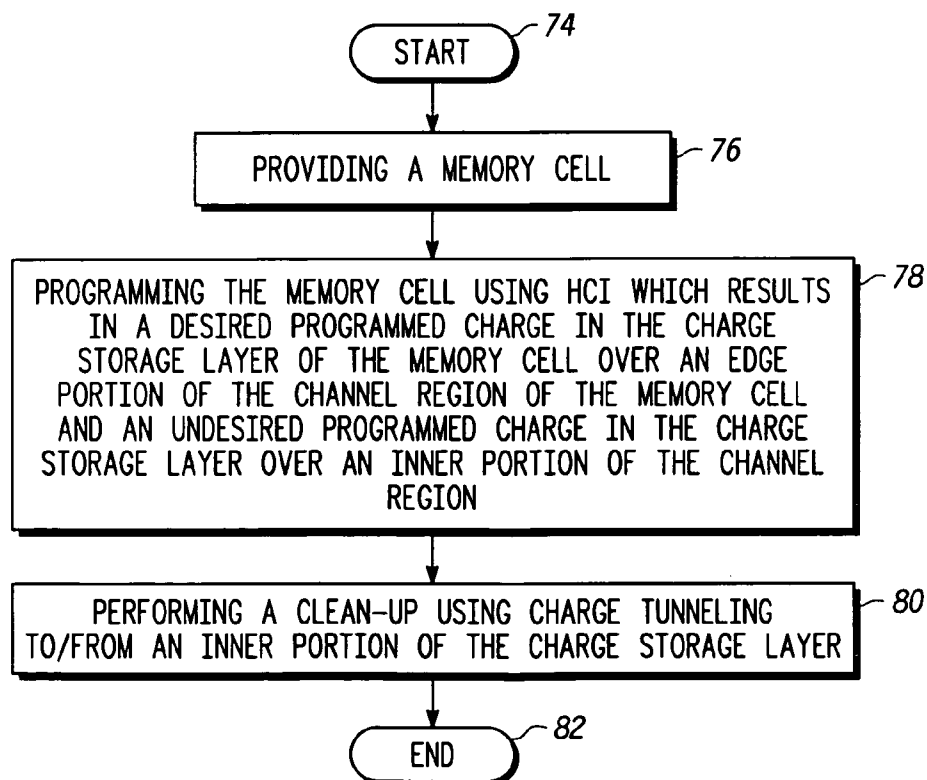 START
74
PROVIDING A MEMORY CELL
76
PROGRAMMING THE MEMORY CELL USING HCI WHICH RESULTS
IN A DESIRED PROGRAMMED CHARGE IN THE CHARGE
STORAGE LAYER OF THE MEMORY CELL OVER AN EDGE
PORTION OF THE CHANNEL REGION OF THE MEMORY CELL
AND AN UNDESIRED PROGRAMMED CHARGE IN THE CHARGE
STORAGE LAYER OVER AN INNER PORTION OF THE CHANNEL
REGION
78
PERFORMING A CLEAN-UP USING CHARGE TUNNELING
TO/FROM AN INNER PORTION OF THE CHARGE STORAGE LAYER
80
END
82